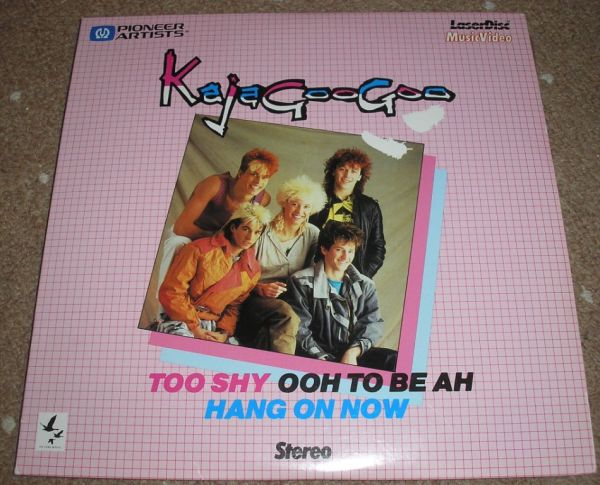 PIONEER
ARTISTS
LaserDisc
MusicVideo
KajaGooGoo
TOO SHY OOH TO BE AH
HANG ON NOW
Stereo